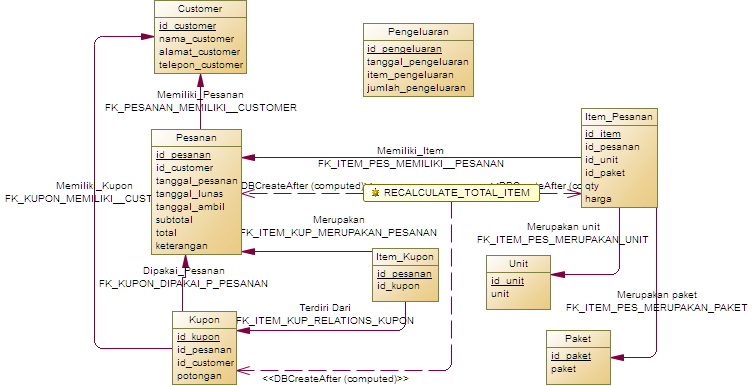 Customer
id_customer
nama_customer
alamat_customer
telepon_customer
Pengeluaran
id_pengeluaran
tanggal_pengeluaran
item_pengeluaran
jumlah_pengeluaran
Memiliki_Pesanan
FK_PESANAN_MEMILIKI__CUSTOMER
Item_Pesanan
id_item
id_pesanan
id_unit
id_paket
qty
harga
Pesanan
id_pesanan
id_customer
tanggal_pesanan
tanggal_lunas
tanggal_ambil
subtotal
total
keterangan
Memiliki_Item
FK_ITEM_PES_MEMILIKI__PESANAN
Memiliki_Kupon
FK_KUPON_MEMILIKI__CUST
DBCreateAfter (computed)>>
RECALCULATE_TOTAL_ITEM
DBCreateAfter (co
Merupakan
FK_ITEM_KUP_MERUPAKAN_PESANAN
Merupakan unit
FK_ITEM_PES_MERUPAKAN_UNIT
Item_Kupon
id_pesanan
id_kupon
Unit
id_unit
unit
Dipakai_Pesanan
FK_KUPON_DIPAKAI_P_PESANAN
Merupakan paket
FK_ITEM_PES_MERUPAKAN_PAKET
Terdiri Dari
FK_ITEM_KUP_RELATIONS_KUPON
Kupon
id_kupon
id_pesanan
id_customer
potongan
Paket
id_paket
paket
<<DBCreateAfter (computed)>>